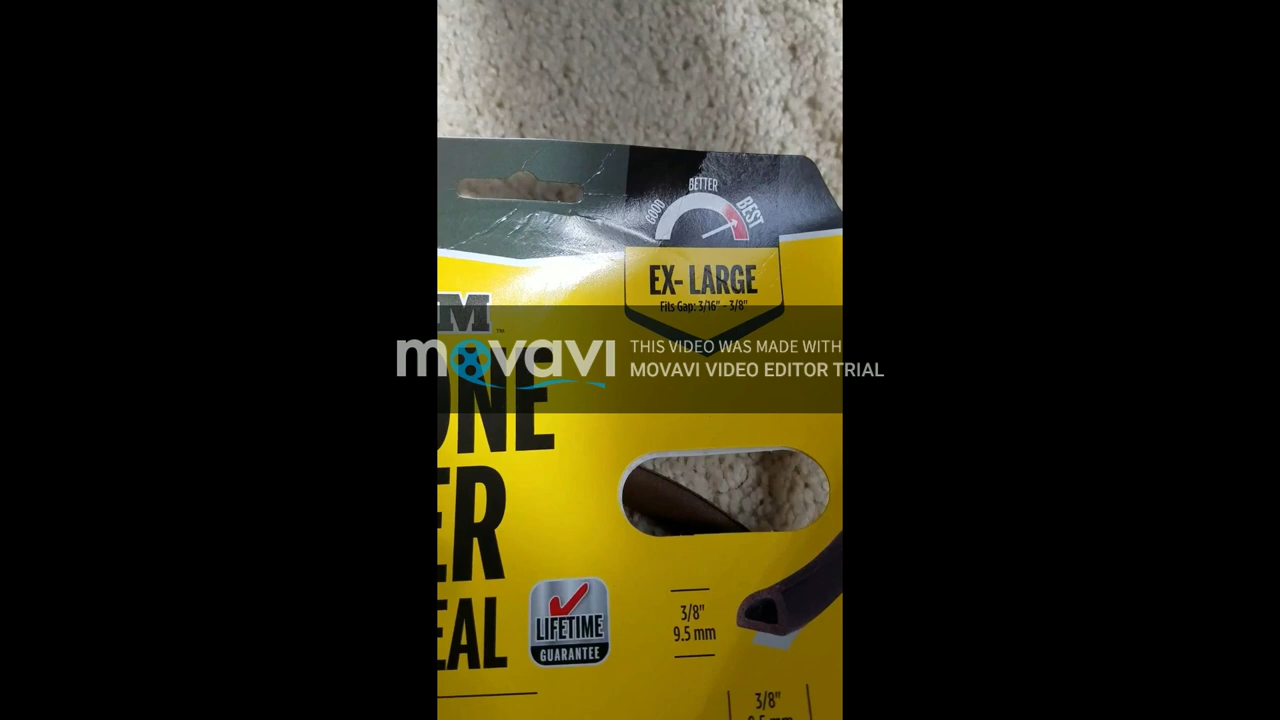 GOOD
BETTER
BEST
EX- LARGE
Fits Gap: 3/16" - 3/8"
M™
movavi
THIS VIDEO WAS MADE WITH
MOVAVI VIDEO EDITOR TRIAL
ONE
ER
EAL
LIFETIME
GUARANTEE
3/8"
9.5 mm
3/8"